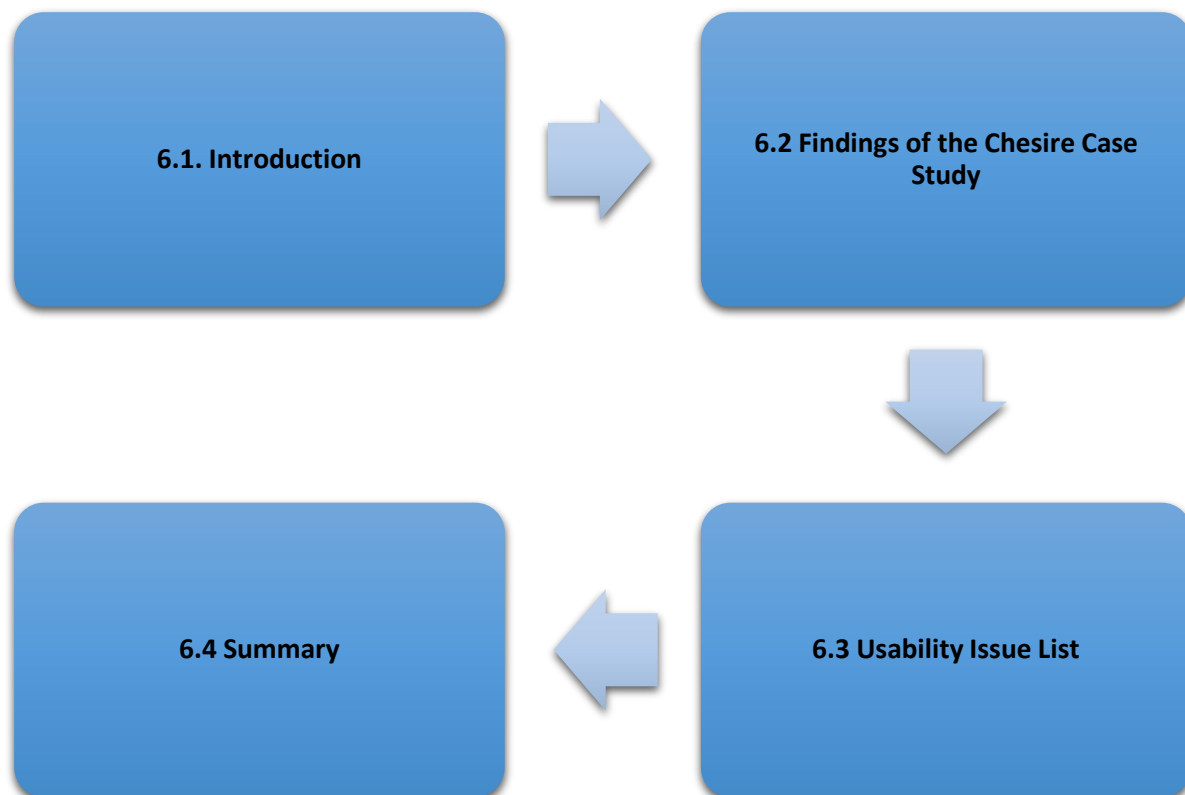 6.1. Introduction
6.2 Findings of the Chesire Case
Study
6.3 Usability Issue List
6.4 Summary